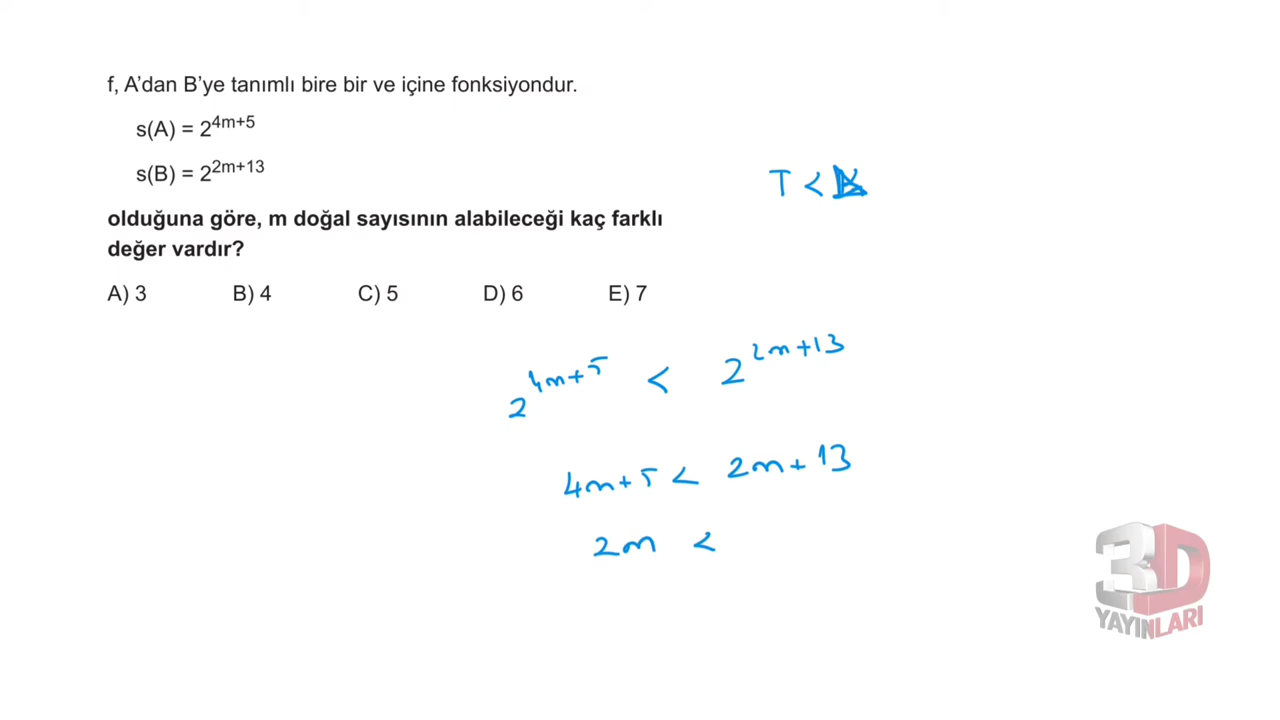 f, A'dan B'ye tanımlı bire bir ve içine fonksiyondur.
s(A) = 2^{4m+5}
s(B) = 2^{2m+13}
olduğuna göre, m doğal sayısının alabileceği kaç farklı
değer vardır?
A) 3 B) 4 C) 5 D) 6 E) 7
T <
2^{4m+5} < 2^{2m+13}
4m+5 < 2m+13
2m <
3D
YAYINLARI